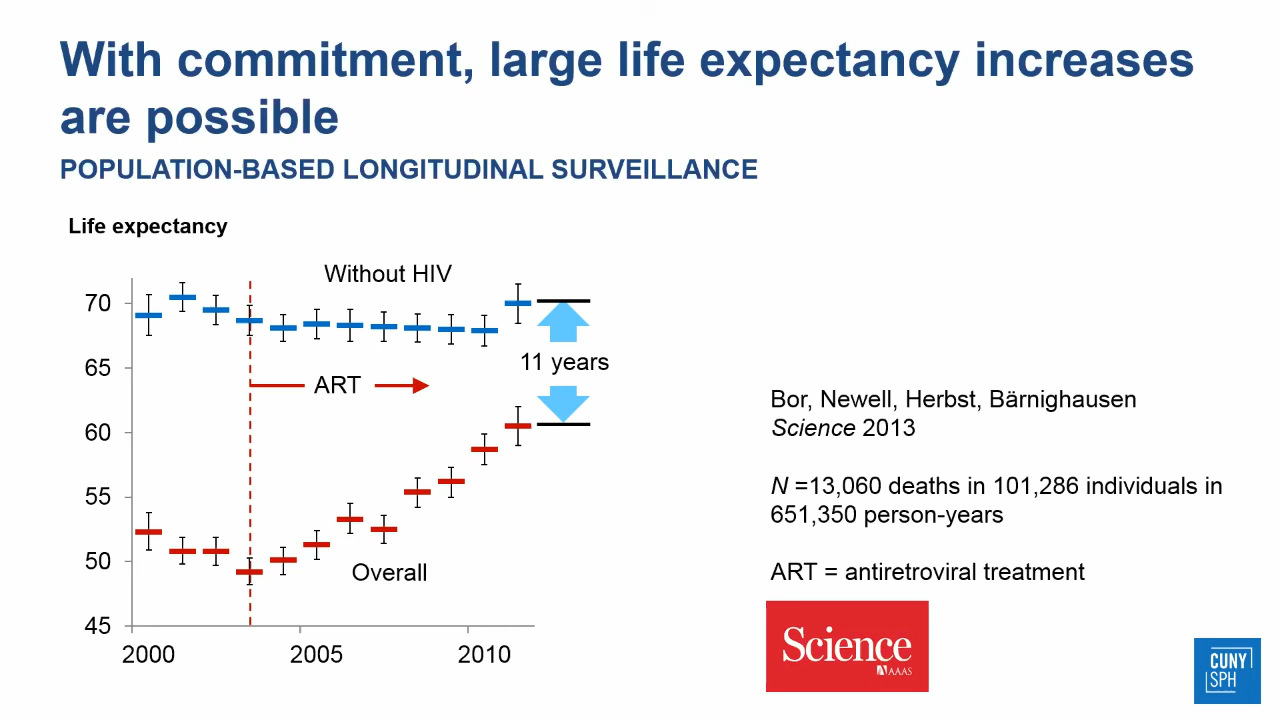 With commitment, large life expectancy increases
are possible
POPULATION-BASED LONGITUDINAL SURVEILLANCE
Life expectancy
Without HIV
70
65
60
55
50
45
11 years
ART
Overall
2000
2005
2010
Bor, Newell, Herbst, Bärnighausen
Science 2013
N =13,060 deaths in 101,286 individuals in
651,350 person-years
ART = antiretroviral treatment
Science
AAAS
CUNY
SPH